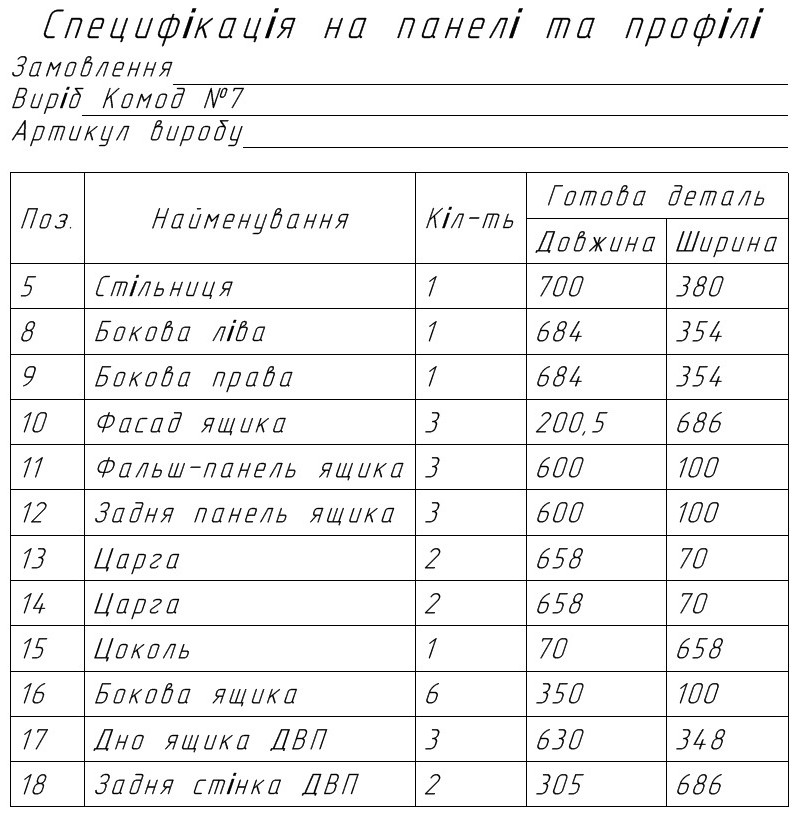 Специфікація на панелі та профілі
Замовлення
Виріб Комод №7
Артикул виробу
Поз. Найменування Кіл-ть Готова деталь
Довжина Ширина
5 Стільниця 1 700 380
8 Бокова ліва 1 684 354
9 Бокова права 1 684 354
10 Фасад ящика 3 200,5 686
11 Фальш-панель ящика 3 600 100
12 Задня панель ящика 3 600 100
13 Царга 2 658 70
14 Царга 2 658 70
15 Цоколь 1 70 658
16 Бокова ящика 6 350 100
17 Дно ящика ДВП 3 630 348
18 Задня стінка ДВП 2 305 686